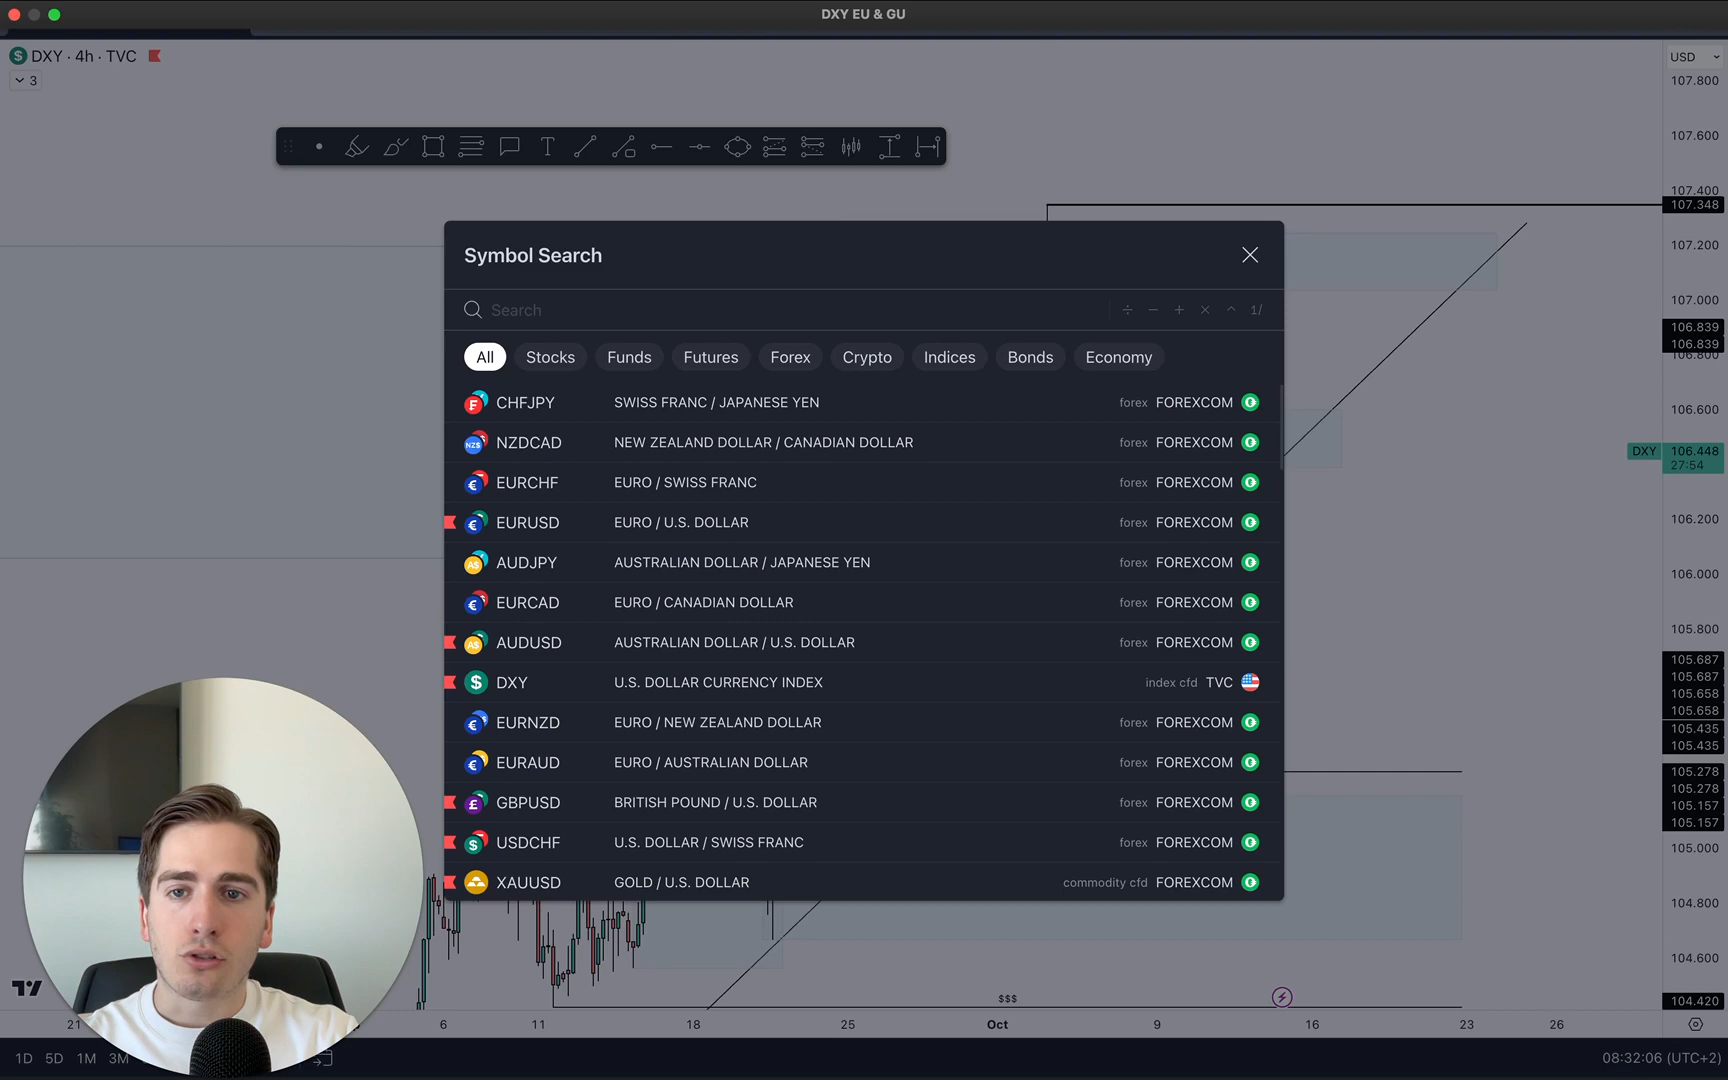 DXY EU & GU
DXY · 4h · TVC
3
USD
107.800
107.600
107.400
107.348
107.200
107.000
106.839
106.839
106.800
106.600
DXY 106.448
27:54
106.200
106.000
105.800
105.687
105.687
105.658
105.658
105.435
105.435
105.278
105.278
105.157
105.157
105.000
104.800
104.600
104.420
Symbol Search
Search
1/
All Stocks Funds Futures Forex Crypto Indices Bonds Economy
CHFJPY SWISS FRANC / JAPANESE YEN forex FOREXCOM
NZDCAD NEW ZEALAND DOLLAR / CANADIAN DOLLAR forex FOREXCOM
EURCHF EURO / SWISS FRANC forex FOREXCOM
EURUSD EURO / U.S. DOLLAR forex FOREXCOM
AUDJPY AUSTRALIAN DOLLAR / JAPANESE YEN forex FOREXCOM
EURCAD EURO / CANADIAN DOLLAR forex FOREXCOM
AUDUSD AUSTRALIAN DOLLAR / U.S. DOLLAR forex FOREXCOM
DXY U.S. DOLLAR CURRENCY INDEX index cfd TVC
EURNZD EURO / NEW ZEALAND DOLLAR forex FOREXCOM
EURAUD EURO / AUSTRALIAN DOLLAR forex FOREXCOM
GBPUSD BRITISH POUND / U.S. DOLLAR forex FOREXCOM
USDCHF U.S. DOLLAR / SWISS FRANC forex FOREXCOM
XAUUSD GOLD / U.S. DOLLAR commodity cfd FOREXCOM
$$$
21 6 11 18 25 Oct 9 16 23 26
1D 5D 1M 3M
08:32:06 (UTC+2)